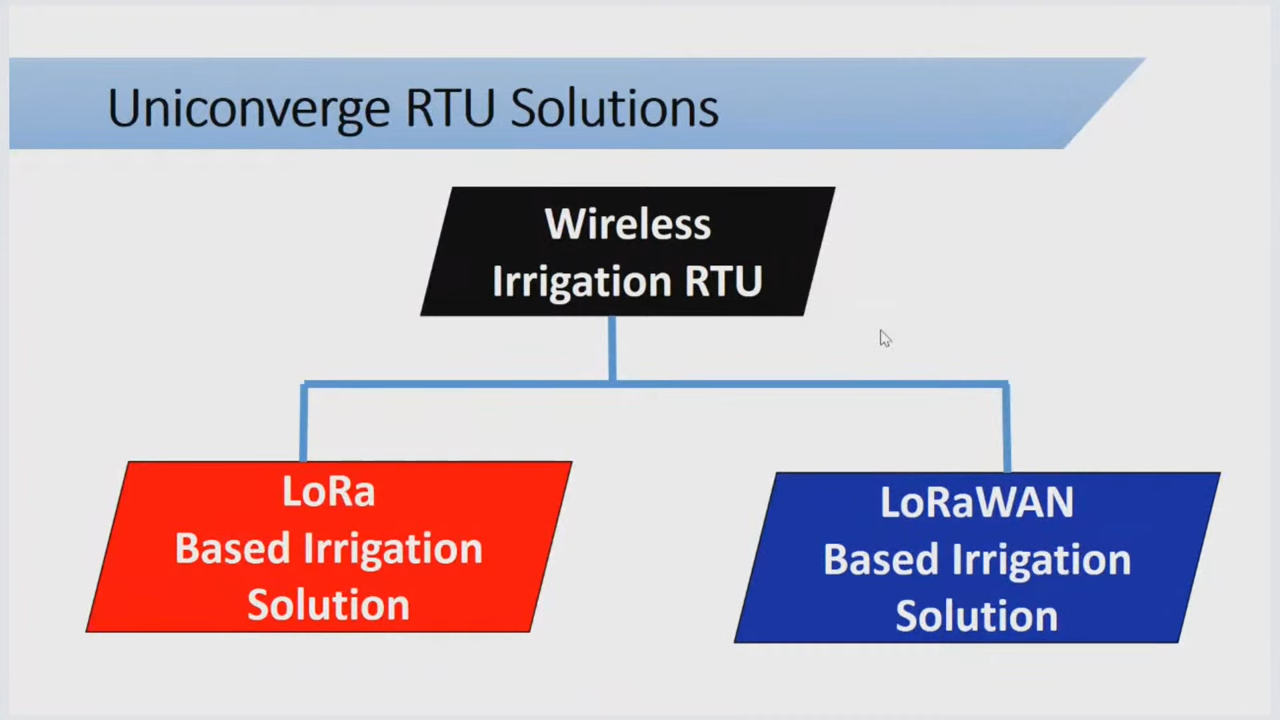 Uniconverge RTU Solutions
Wireless
Irrigation RTU
LoRa
Based Irrigation
Solution
LoRaWAN
Based Irrigation
Solution